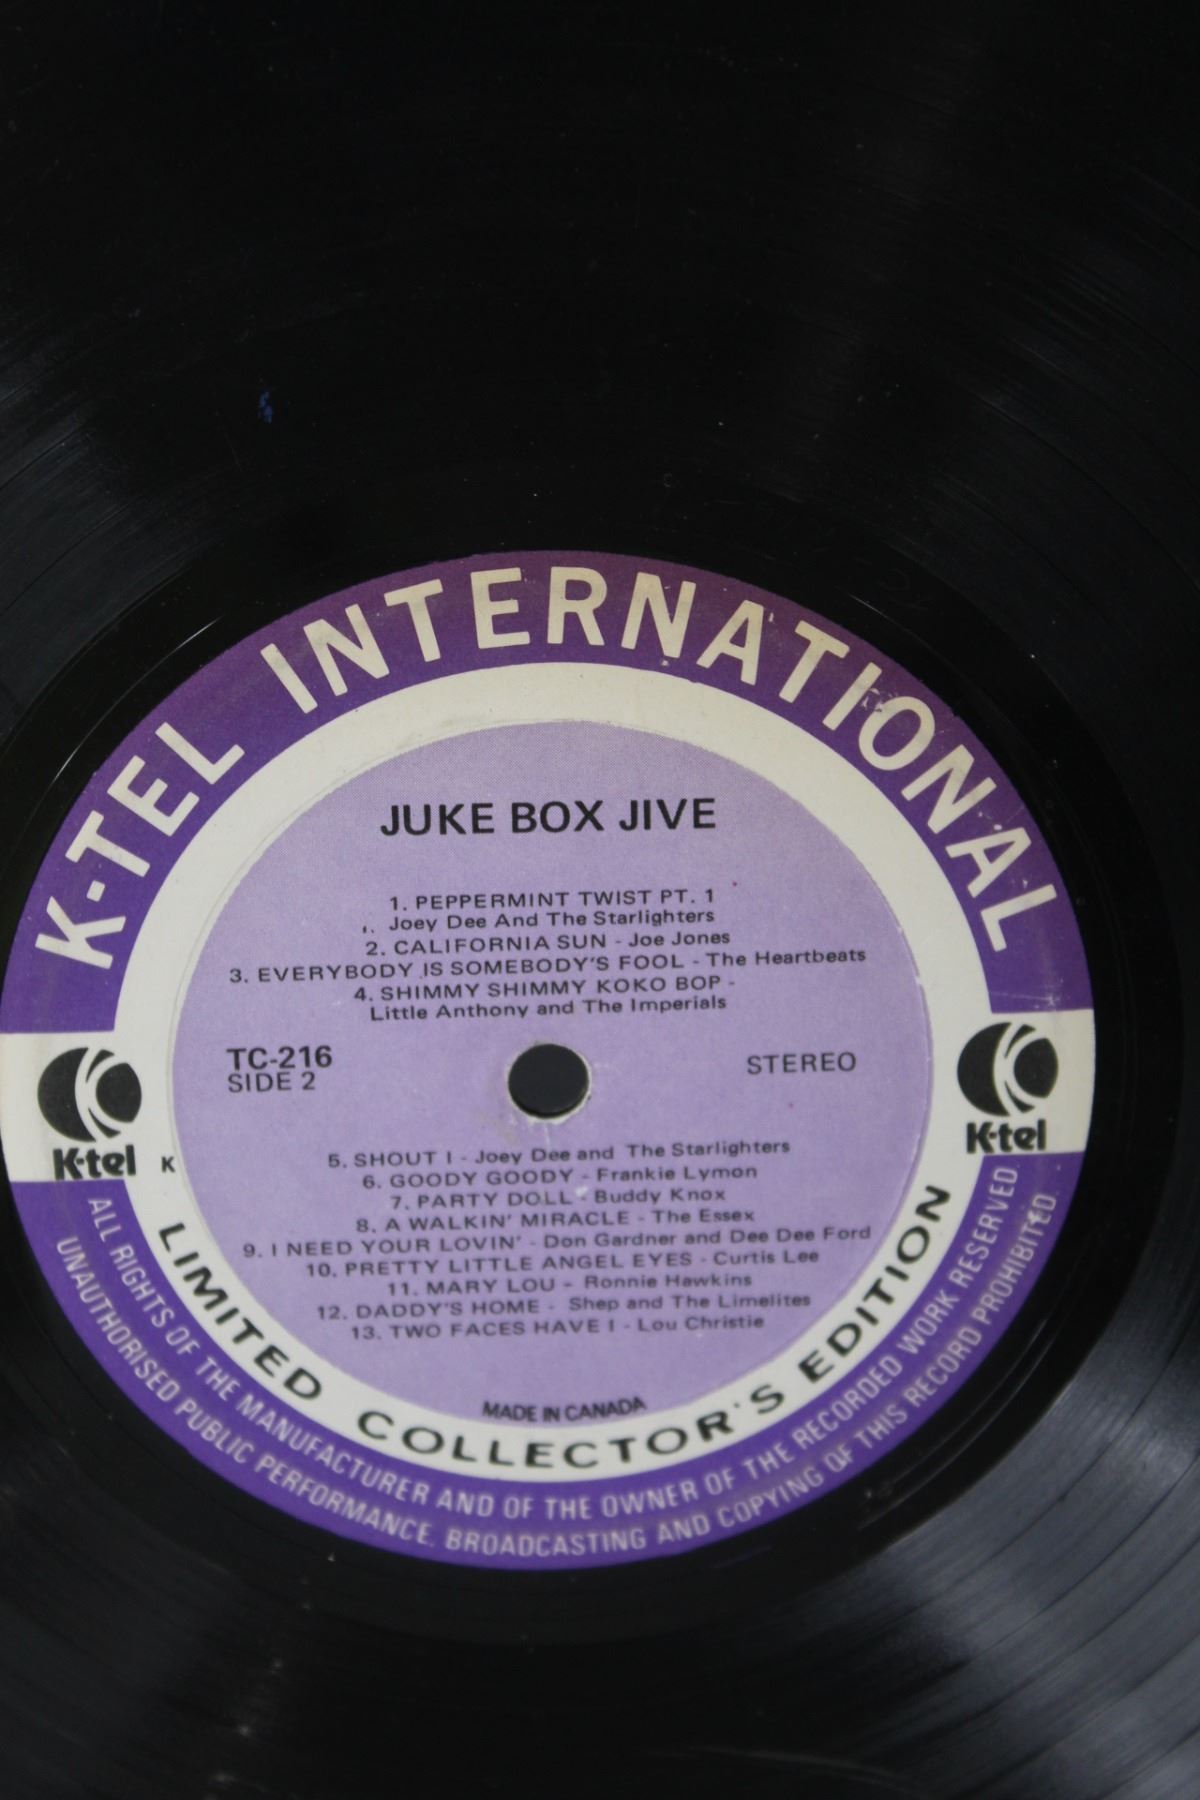 K-TEL INTERNATIONAL
JUKE BOX JIVE
1. PEPPERMINT TWIST PT. 1
Joey Dee And The Starlighters
2. CALIFORNIA SUN - Joe Jones
3. EVERYBODY IS SOMEBODY'S FOOL - The Heartbeats
4. SHIMMY SHIMMY KOKO BOP -
Little Anthony and The Imperials
TC-216
SIDE 2
STEREO
K-tel
K
K-tel
5. SHOUT I - Joey Dee and The Starlighters
6. GOODY GOODY - Frankie Lymon
7. PARTY DOLL - Buddy Knox
8. A WALKIN' MIRACLE - The Essex
9. I NEED YOUR LOVIN' - Don Gardner and Dee Dee Ford
10. PRETTY LITTLE ANGEL EYES - Curtis Lee
11. MARY LOU - Ronnie Hawkins
12. DADDY'S HOME - Shep and The Limelites
13. TWO FACES HAVE I - Lou Christie
MADE IN CANADA
LIMITED COLLECTOR'S EDITION
ALL RIGHTS OF THE MANUFACTURER AND OF THE OWNER OF THE RECORDED WORK RESERVED.
UNAUTHORISED PUBLIC PERFORMANCE. BROADCASTING AND COPYING OF THIS RECORD PROHIBITED.